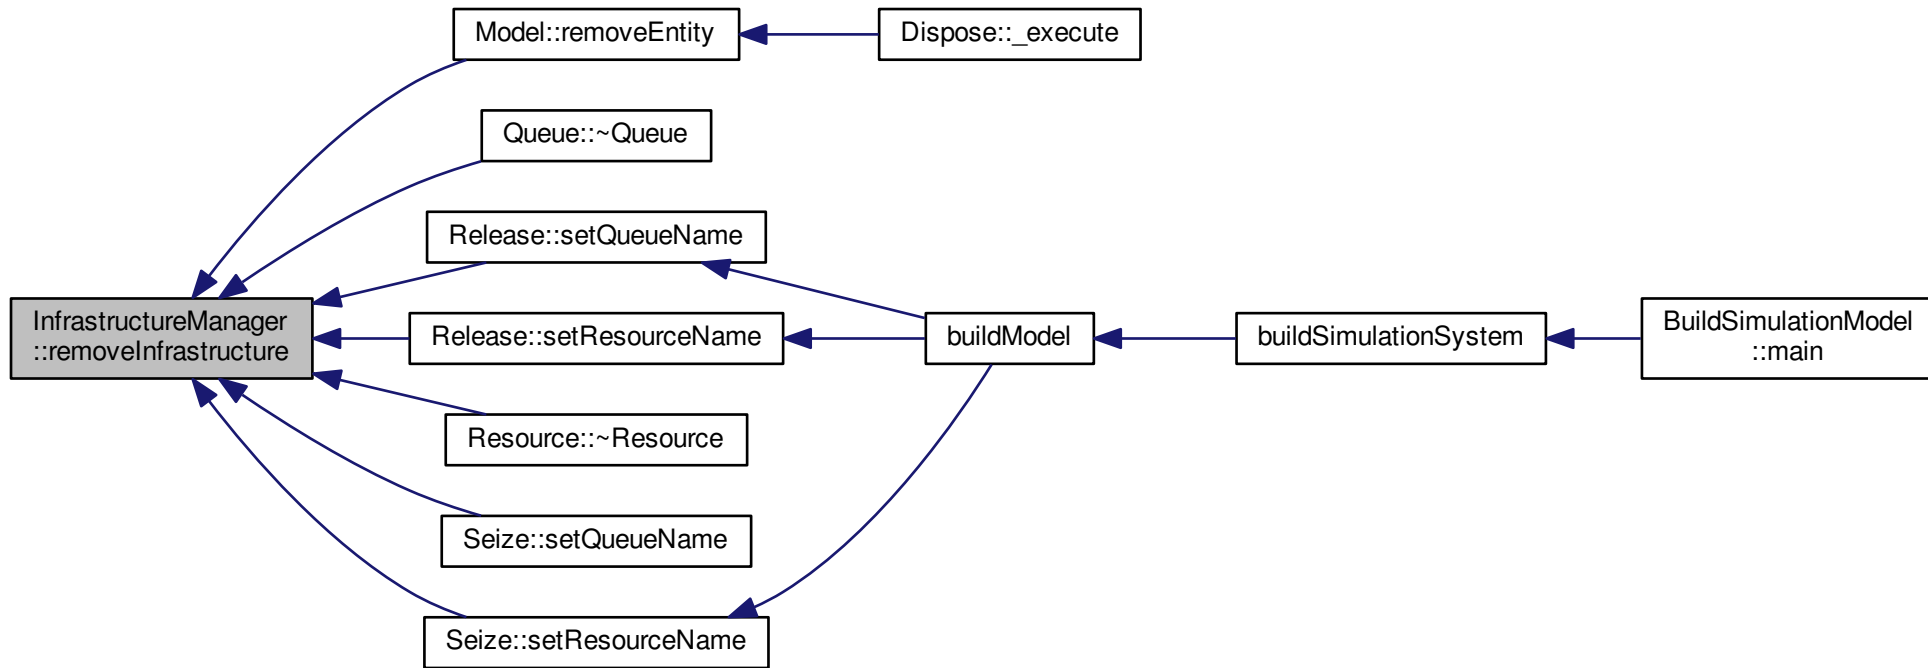 Model::removeEntity
Dispose::_execute
Queue::~Queue
Release::setQueueName
InfrastructureManager
::removeInfrastructure
Release::setResourceName
buildModel
buildSimulationSystem
BuildSimulationModel
::main
Resource::~Resource
Seize::setQueueName
Seize::setResourceName